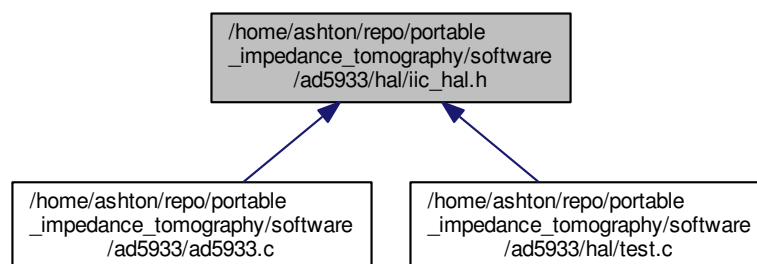 /home/ashton/repo/portable
_impedance_tomography/software
/ad5933/hal/iic_hal.h
/home/ashton/repo/portable
_impedance_tomography/software
/ad5933/ad5933.c
/home/ashton/repo/portable
_impedance_tomography/software
/ad5933/hal/test.c